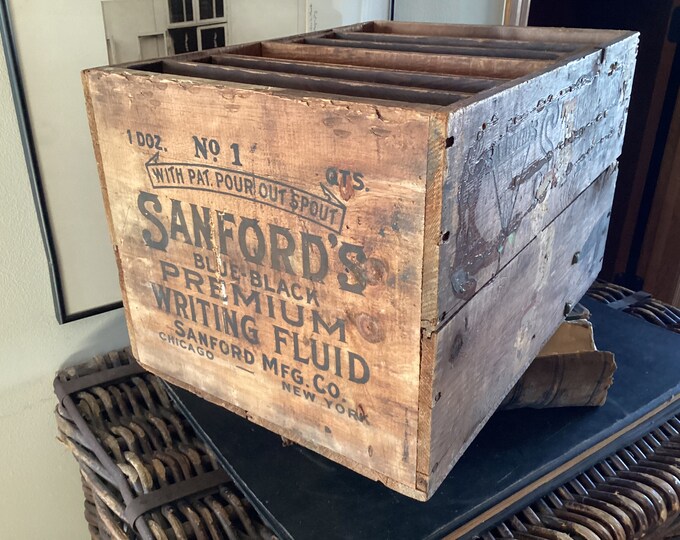 1 DOZ. No 1 QTS.
WITH PAT. POUR OUT SPOUT
SANFORD'S
BLUE-BLACK
PREMIUM
WRITING FLUID
SANFORD MFG. CO.
CHICAGO — NEW YORK